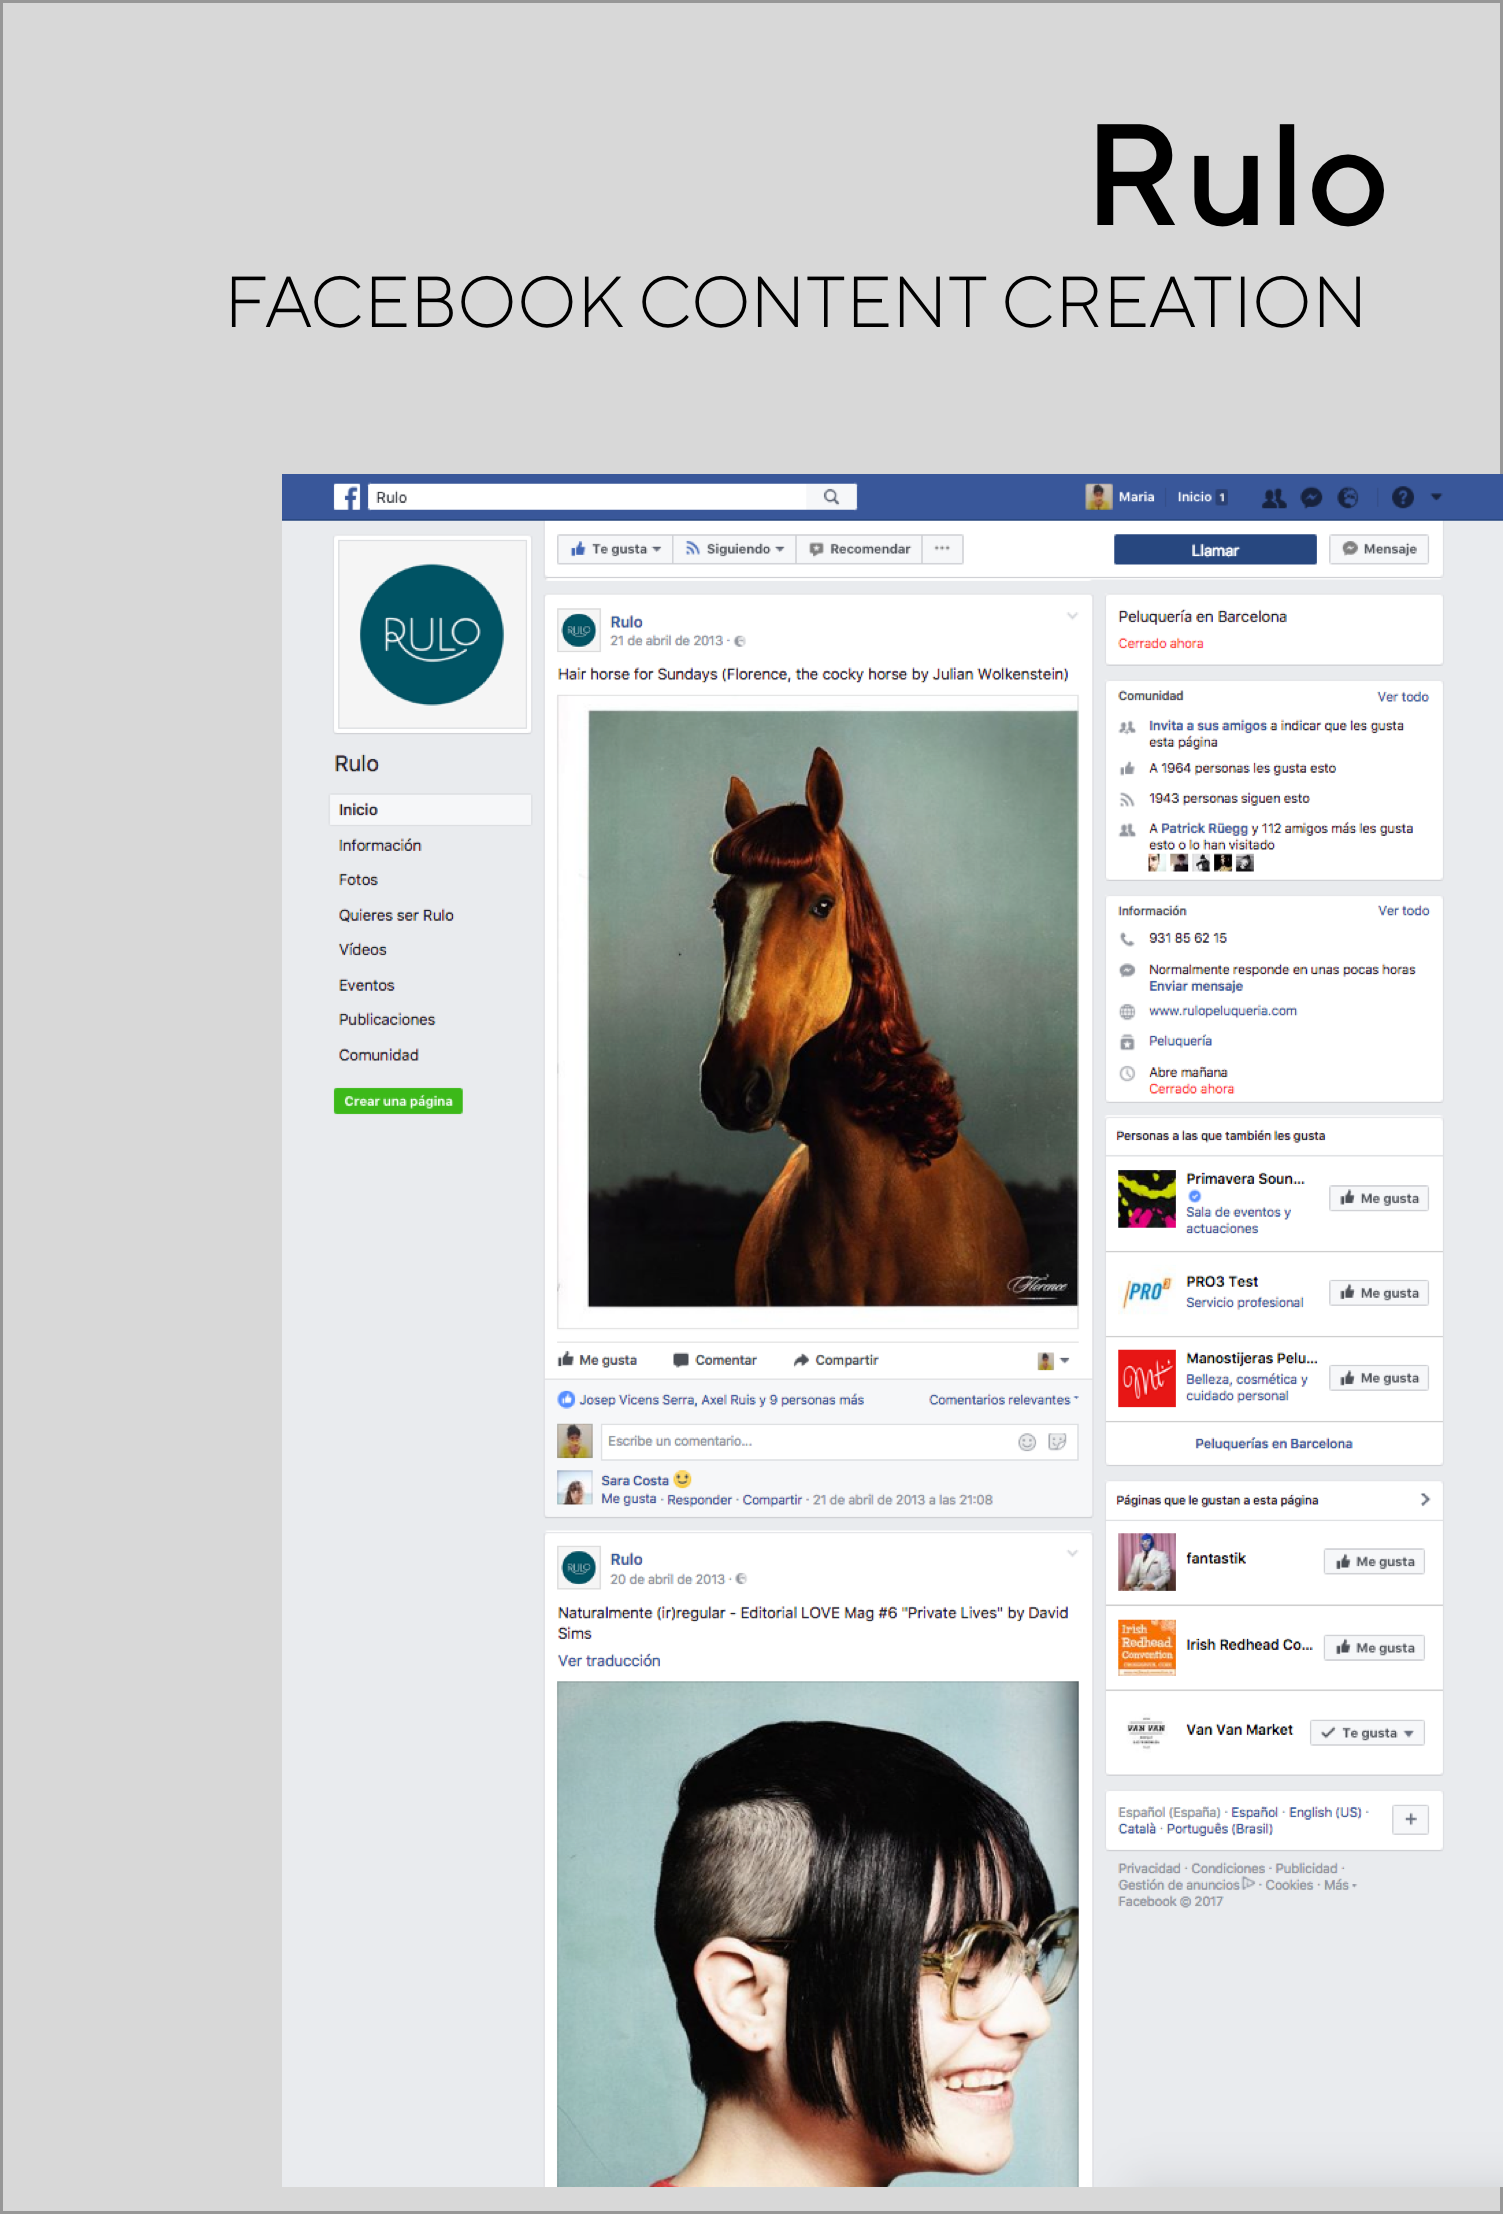 Rulo
FACEBOOK CONTENT CREATION
Rulo
Maria
Inicio 1
Te gusta
Siguiendo
Recomendar
Llamar
Mensaje
RULO
Rulo
Inicio
Información
Fotos
Quieres ser Rulo
Vídeos
Eventos
Publicaciones
Comunidad
Crear una página
RULO
Rulo
21 de abril de 2013 ·
Hair horse for Sundays (Florence, the cocky horse by Julian Wolkenstein)
Florence
Me gusta
Comentar
Compartir
Josep Vicens Serra, Axel Ruis y 9 personas más
Comentarios relevantes
Escribe un comentario...
Sara Costa
Me gusta · Responder · Compartir · 21 de abril de 2013 a las 21:08
RULO
Rulo
20 de abril de 2013 ·
Naturalmente (ir)regular - Editorial LOVE Mag #6 "Private Lives" by David
Sims
Ver traducción
Peluquería en Barcelona
Cerrado ahora
Comunidad
Ver todo
Invita a sus amigos a indicar que les gusta
esta página
A 1964 personas les gusta esto
1943 personas siguen esto
A Patrick Rüegg y 112 amigos más les gusta
esto o lo han visitado
Información
Ver todo
931 85 62 15
Normalmente responde en unas pocas horas
Enviar mensaje
www.rulopeluqueria.com
Peluquería
Abre mañana
Cerrado ahora
Personas a las que también les gusta
Primavera Soun...
Sala de eventos y
actuaciones
Me gusta
PRO3
PRO3 Test
Servicio profesional
Me gusta
mt
Manostijeras Pelu...
Belleza, cosmética y
cuidado personal
Me gusta
Peluquerías en Barcelona
Páginas que le gustan a esta página
fantastik
Me gusta
Irish
Redhead
Convention
Irish Redhead Co...
Me gusta
VAN VAN
Van Van Market
Te gusta
Español (España) · Español · English (US) ·
Català · Português (Brasil)
+
Privacidad · Condiciones · Publicidad ·
Gestión de anuncios · Cookies · Más
Facebook © 2017